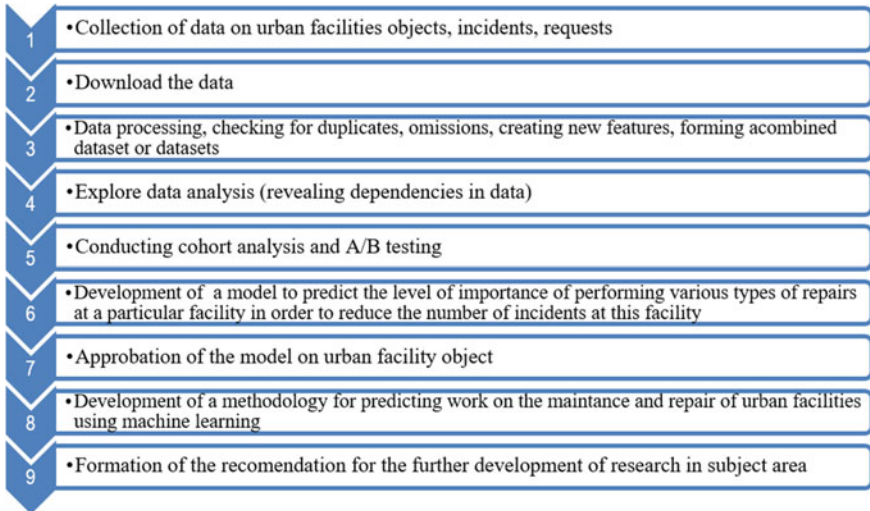 1
•Collection of data on urban facilities objects, incidents, requests
2
•Download the data
3
•Data processing, checking for duplicates, omissions, creating new features, forming acombined
dataset or datasets
4
•Explore data analysis (revealing dependencies in data)
5
•Conducting cohort analysis and A/B testing
6
•Development of a model to predict the level of importance of performing various types of repairs
at a particular facility in order to reduce the number of incidents at this facility
7
•Approbation of the model on urban facility object
8
•Development of a methodology for predicting work on the maintance and repair of urban facilities
using machine learning
9
•Formation of the recomendation for the further development of research in subject area